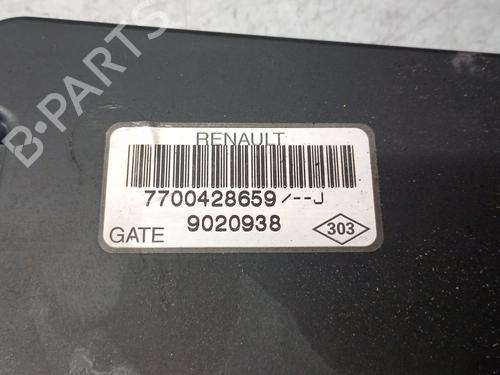 B-PARTS
RENAULT
7700428659/--J
GATE 9020938 303